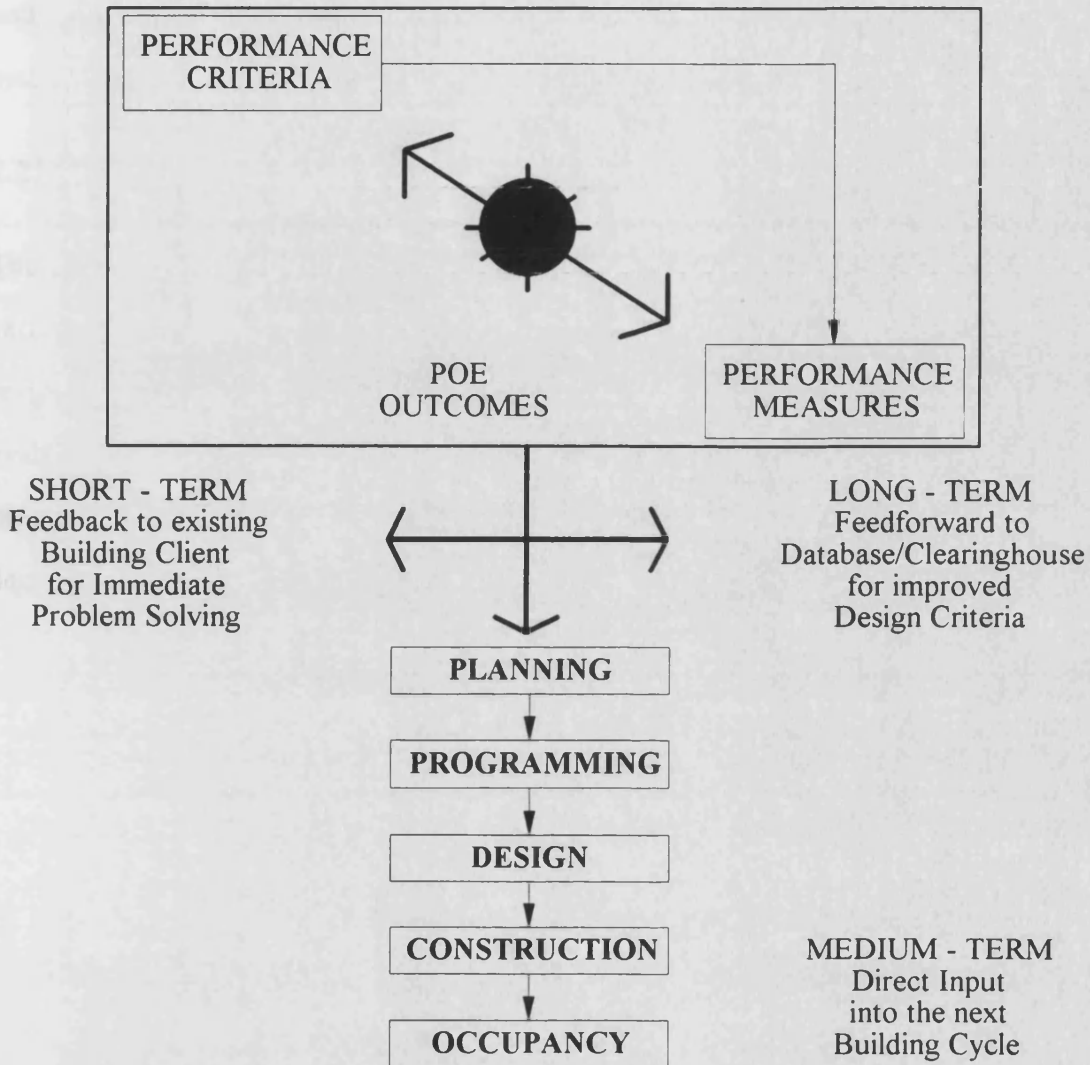 PERFORMANCE
CRITERIA
POE
OUTCOMES
PERFORMANCE
MEASURES
SHORT - TERM
Feedback to existing
Building Client
for Immediate
Problem Solving
LONG - TERM
Feedforward to
Database/Clearinghouse
for improved
Design Criteria
PLANNING
PROGRAMMING
DESIGN
CONSTRUCTION
OCCUPANCY
MEDIUM - TERM
Direct Input
into the next
Building Cycle